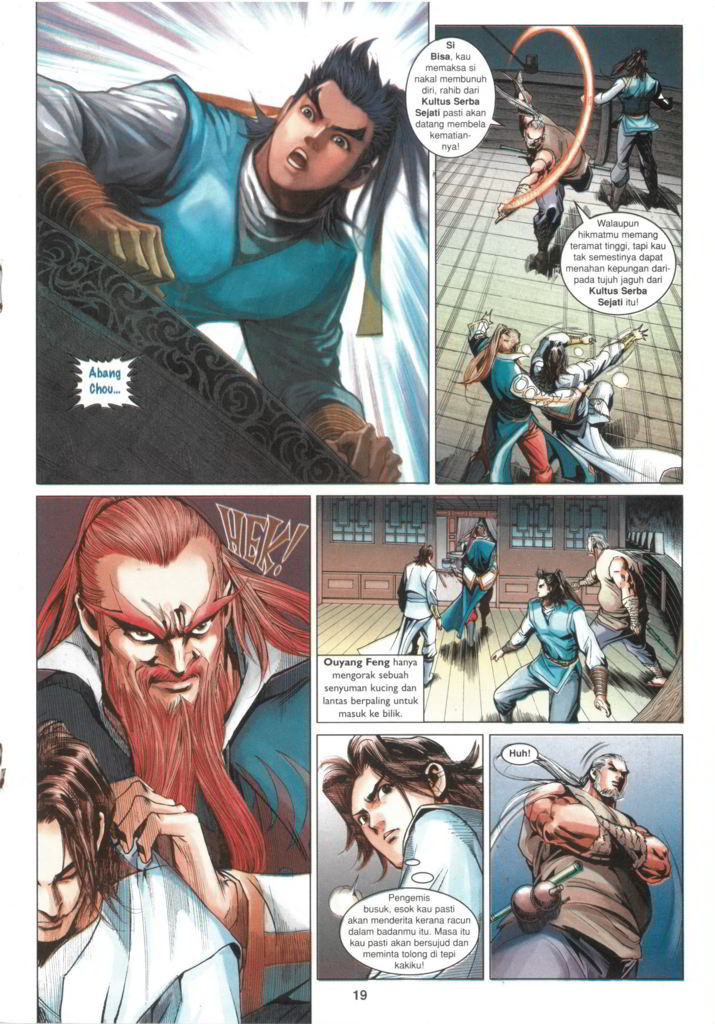 Abang
Chou...
Si
Bisa, kau
memaksa si
nakal membunuh
diri, rahib dari
Kultus Serba
Sejati pasti akan
datang membela
kematian-
nya!
Walaupun
hikmatmu memang
teramat tinggi, tapi kau
tak semestinya dapat
menahan kepungan dari-
pada tujuh jaguh dari
Kultus Serba
Sejati itu!
HEK!
Ouyang Feng hanya
mengorak sebuah
senyuman kucing dan
lantas berpaling untuk
masuk ke bilik.
Pengemis
busuk, esok kau pasti
akan menderita kerana racun
dalam badanmu itu. Masa itu
kau pasti akan bersujud dan
meminta tolong di tepi
kakiku!
Huh!
19